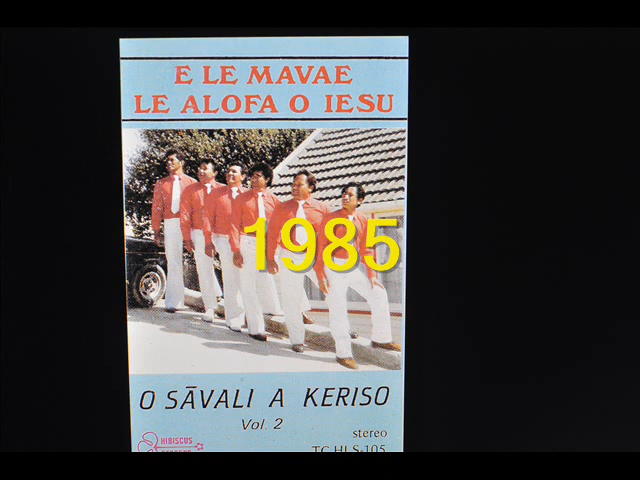 E LE MAVAE
LE ALOFA O IESU
1985
O SĀVALI A KERISO
Vol. 2
HIBISCUS
stereo
TC HLS-105